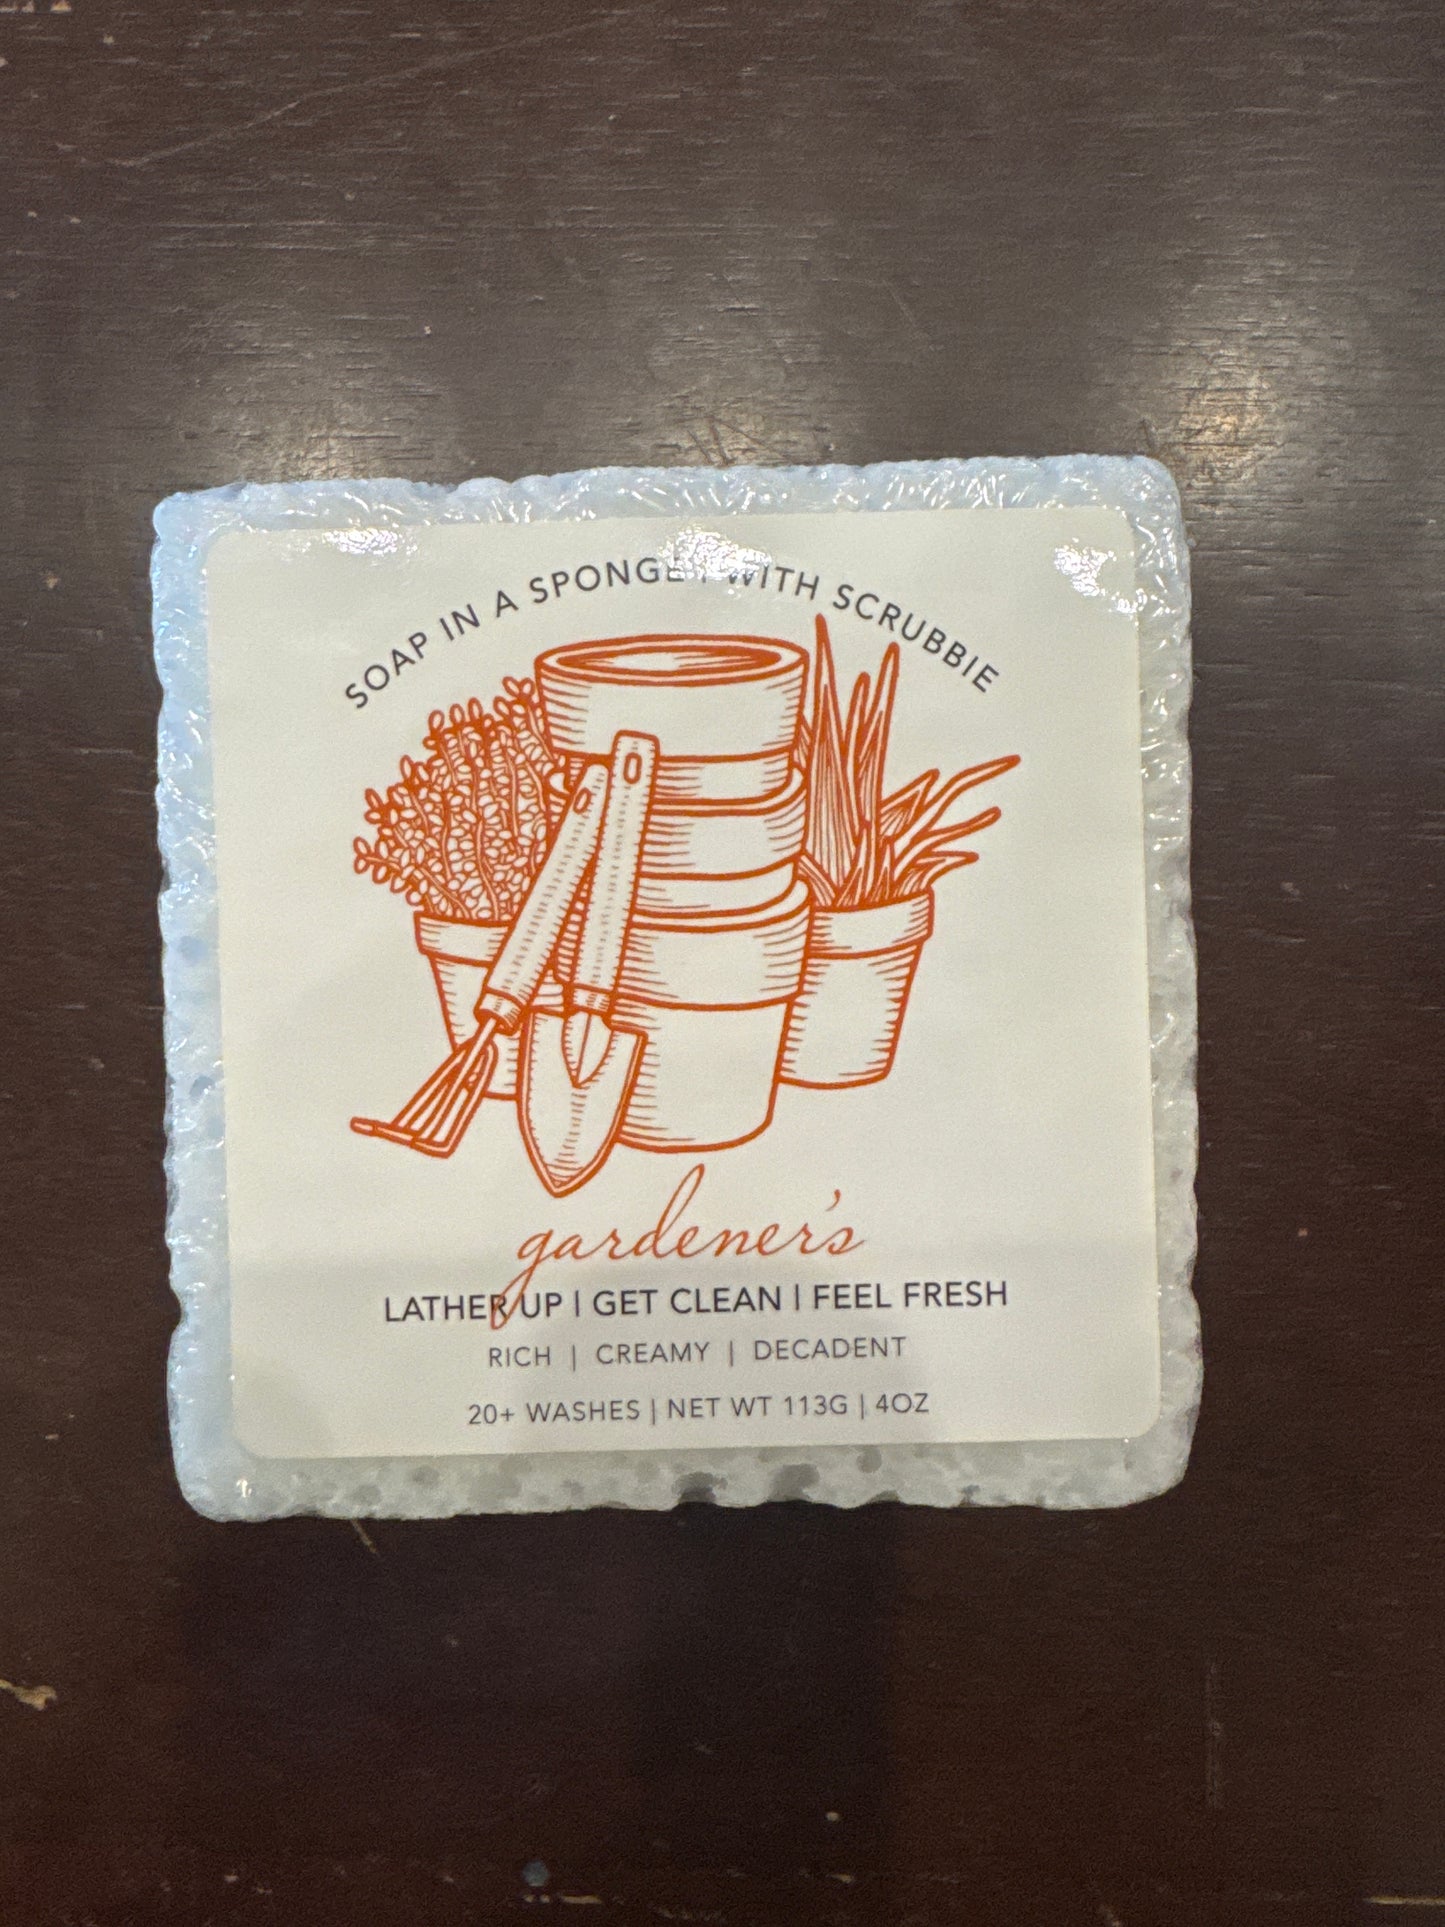 SOAP IN A SPONGE | WITH SCRUBBIE
gardener's
LATHER UP | GET CLEAN | FEEL FRESH
RICH | CREAMY | DECADENT
20+ WASHES | NET WT 113G | 4OZ